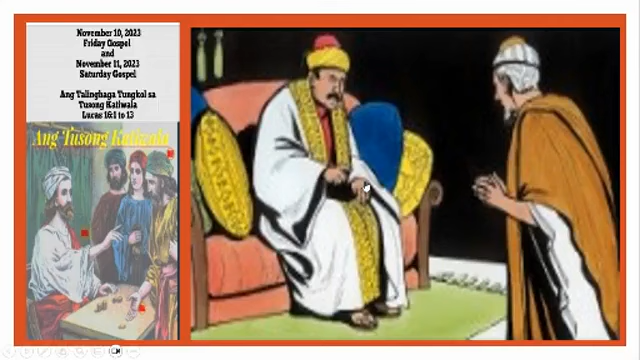 November 10, 2023
Friday Gospel
and
November 11, 2023
Saturday Gospel
Ang Talinghaga Tungkol sa
Tusong Katiwala
Lucas 16:1 to 13
Ang Tusong Katiwala